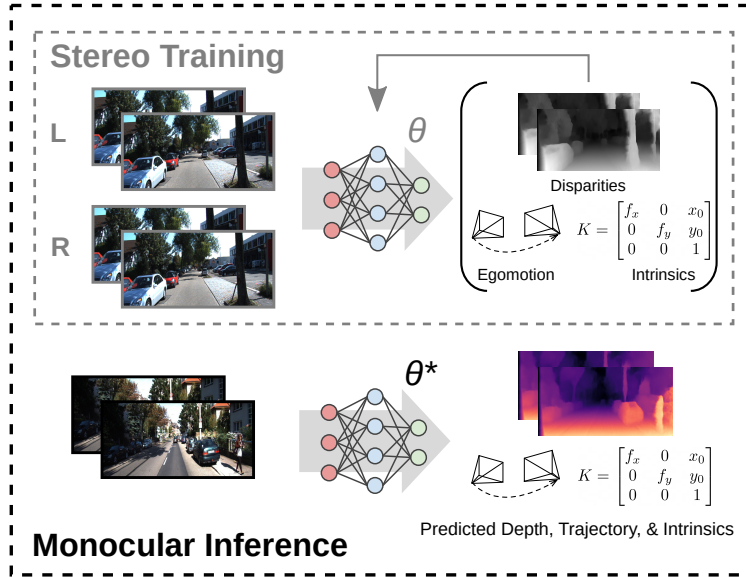 Stereo Training
L
θ
Disparities
R
K = [ f_x 0 x_0
0 f_y y_0
0 0 1 ]
Egomotion Intrinsics
θ*
K = [ f_x 0 x_0
0 f_y y_0
0 0 1 ]
Predicted Depth, Trajectory, & Intrinsics
Monocular Inference